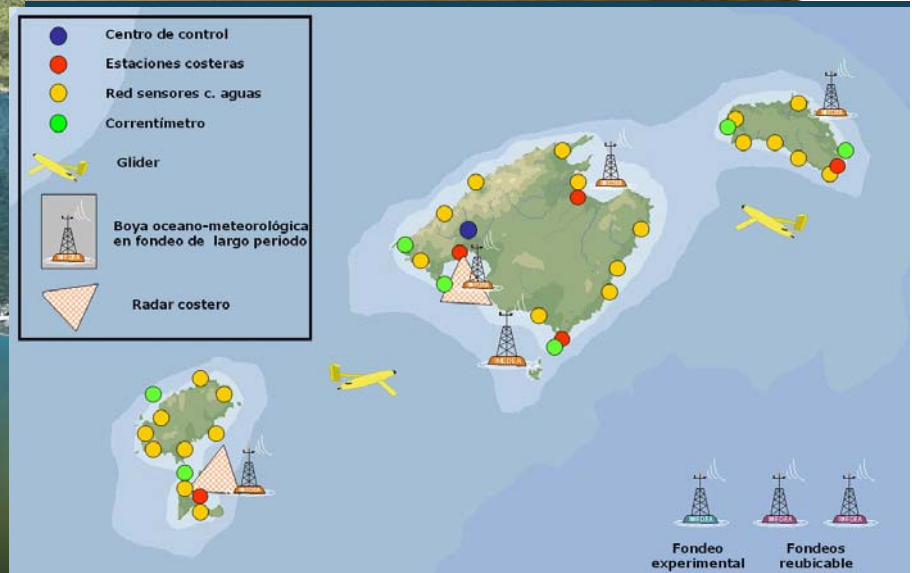 Centro de control
Estaciones costeras
Red sensores c. aguas
Correntímetro
Glider
Boya oceano-meteorológica
en fondeo de largo periodo
Radar costero
IMEDEA
Fondeo
experimental
Fondeos
reubicable